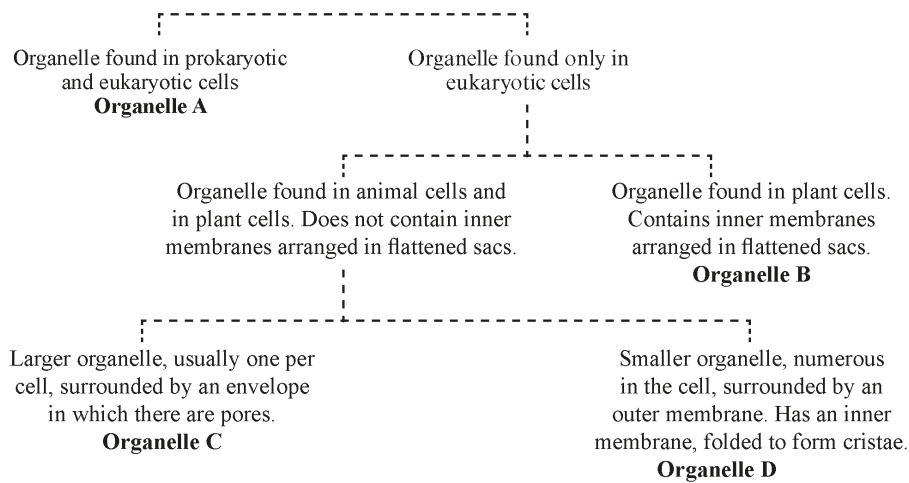 Organelle found in prokaryotic
and eukaryotic cells
Organelle A
Organelle found only in
eukaryotic cells
Organelle found in animal cells and
in plant cells. Does not contain inner
membranes arranged in flattened sacs.
Organelle found in plant cells.
Contains inner membranes
arranged in flattened sacs.
Organelle B
Larger organelle, usually one per
cell, surrounded by an envelope
in which there are pores.
Organelle C
Smaller organelle, numerous
in the cell, surrounded by an
outer membrane. Has an inner
membrane, folded to form cristae.
Organelle D